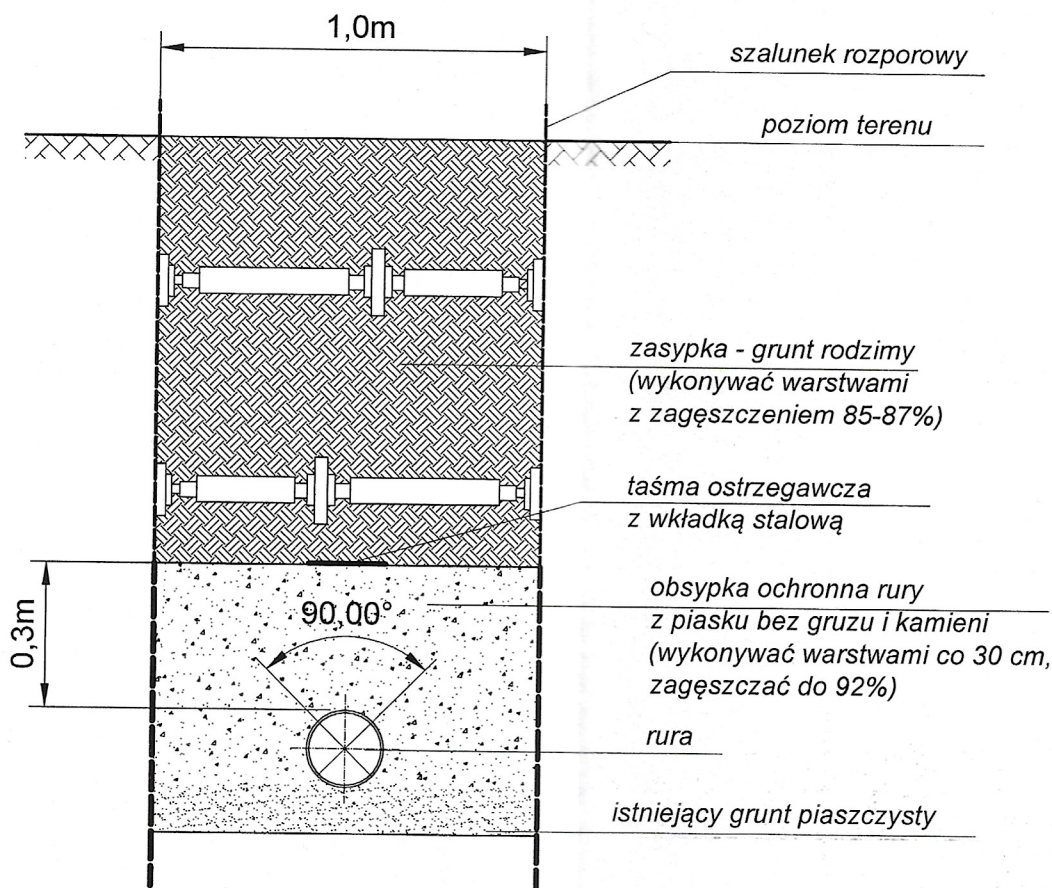 1,0m
szalunek rozporowy
poziom terenu
zasypka - grunt rodzimy
(wykonywać warstwami
z zagęszczeniem 85-87%)
taśma ostrzegawcza
z wkładką stalową
0,3m
90,00°
obsypka ochronna rury
z piasku bez gruzu i kamieni
(wykonywać warstwami co 30 cm,
zagęszczać do 92%)
rura
istniejący grunt piaszczysty